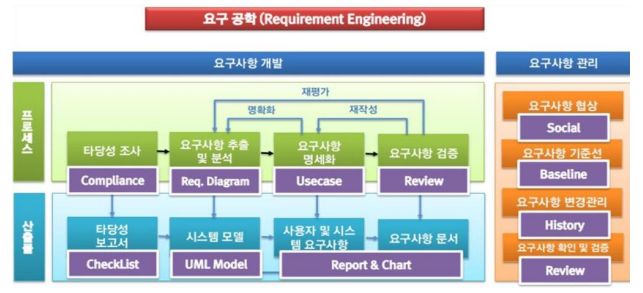 요구 공학 (Requirement Engineering)
요구사항 개발
요구사항 관리
프로세스
재평가
명확화
재작성
타당성 조사
Compliance
요구사항 추출
및 분석
Req. Diagram
요구사항
명세화
Usecase
요구사항 검증
Review
산출물
타당성
보고서
CheckList
시스템 모델
UML Model
사용자 및 시스
템 요구사항
요구사항 문서
Report & Chart
요구사항 협상
Social
요구사항 기준선
Baseline
요구사항 변경관리
History
요구사항 확인 및 검증
Review